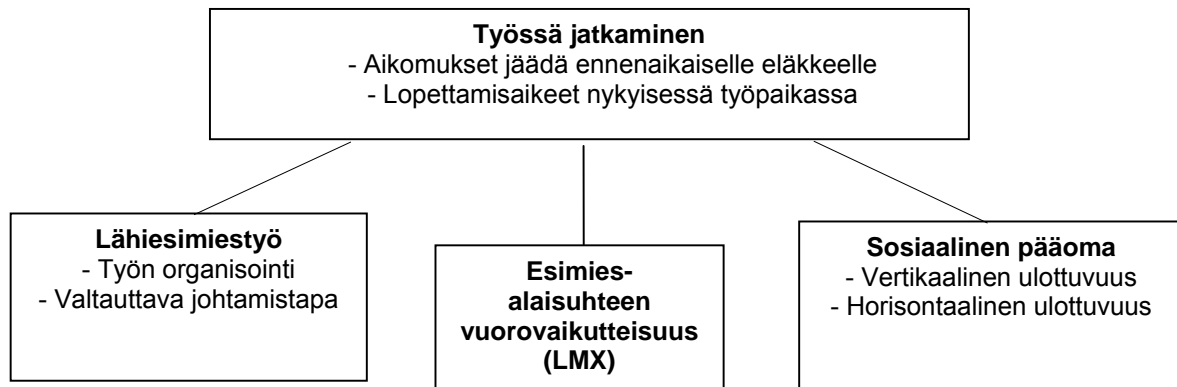 Työssä jatkaminen
- Aikomukset jäädä ennenaikaiselle eläkkeelle
- Lopettamisaikeet nykyisessä työpaikassa
Lähiesimiestyö
- Työn organisointi
- Valtauttava johtamistapa
Esimies-
alaisuhteen
vuorovaikutteisuus
(LMX)
Sosiaalinen pääoma
- Vertikaalinen ulottuvuus
- Horisontaalinen ulottuvuus